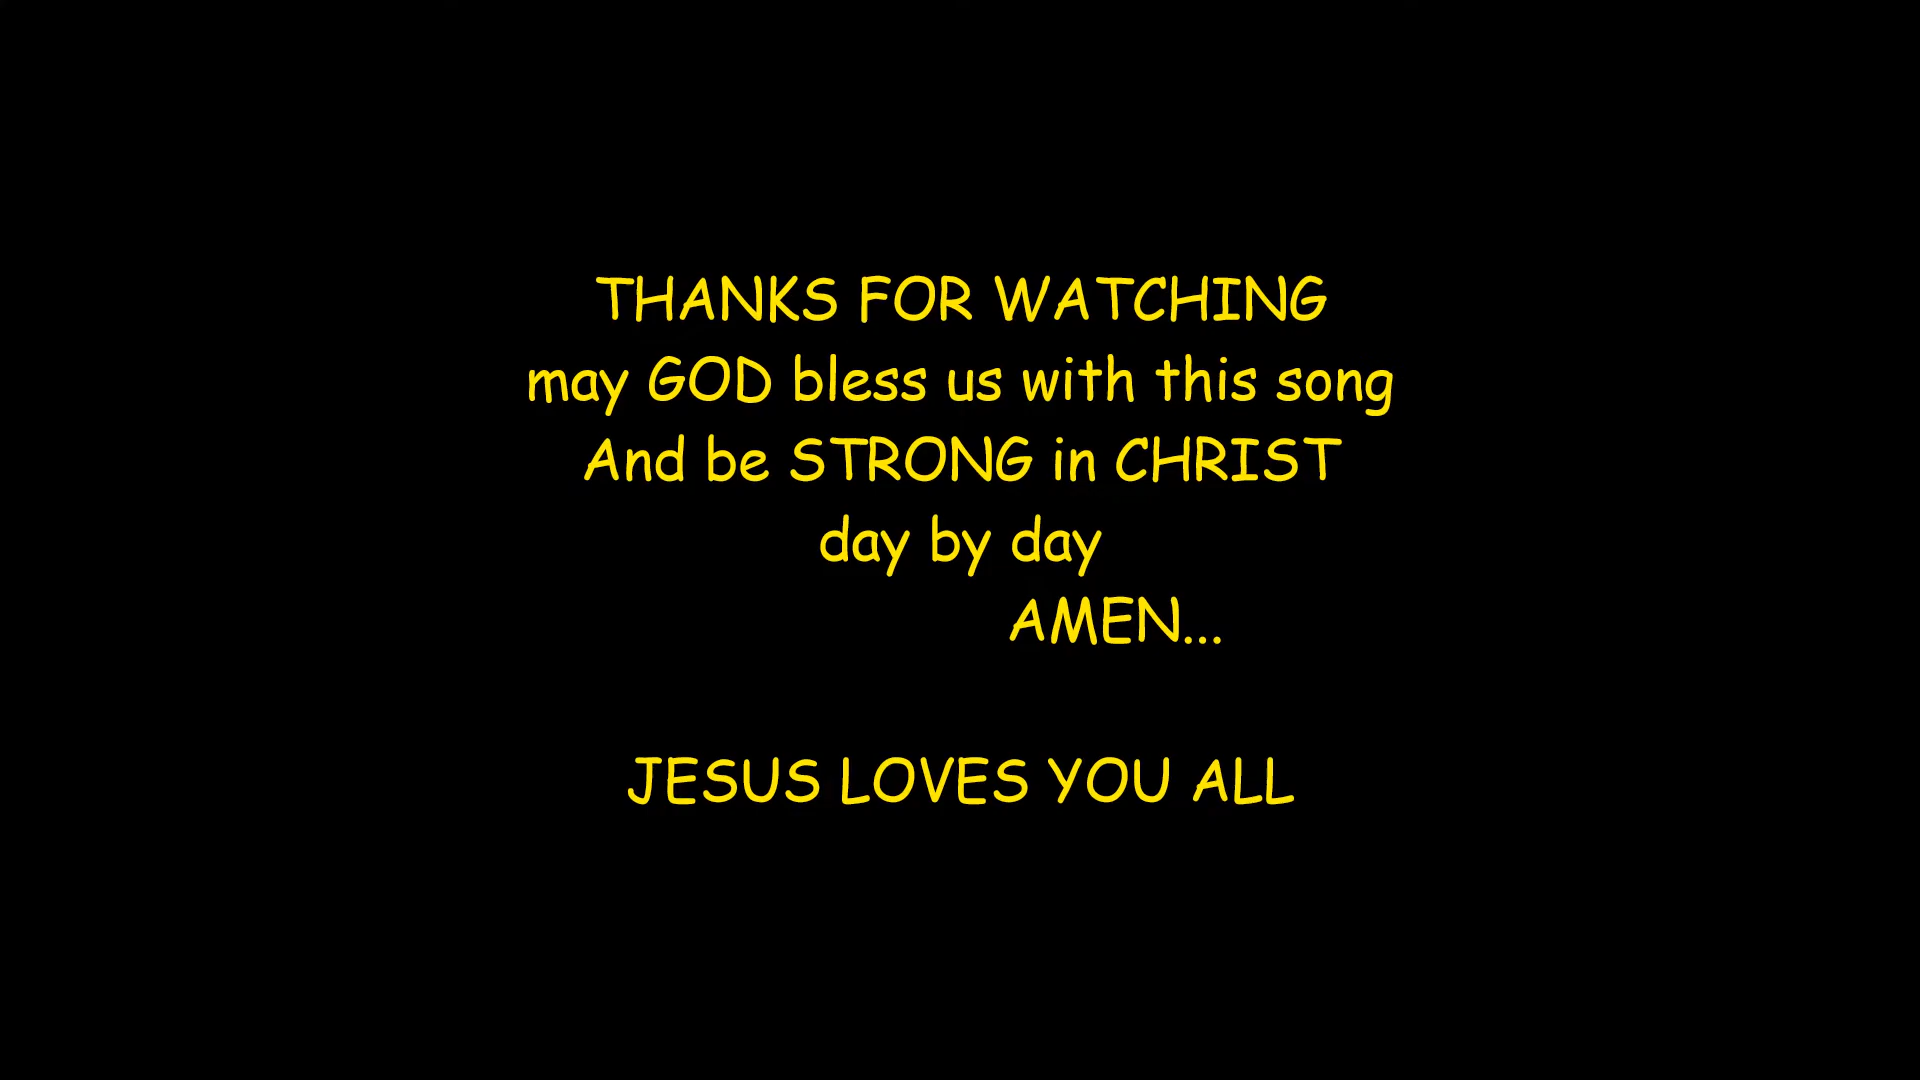 THANKS FOR WATCHING
may GOD bless us with this song
And be STRONG in CHRIST
day by day
AMEN...
JESUS LOVES YOU ALL